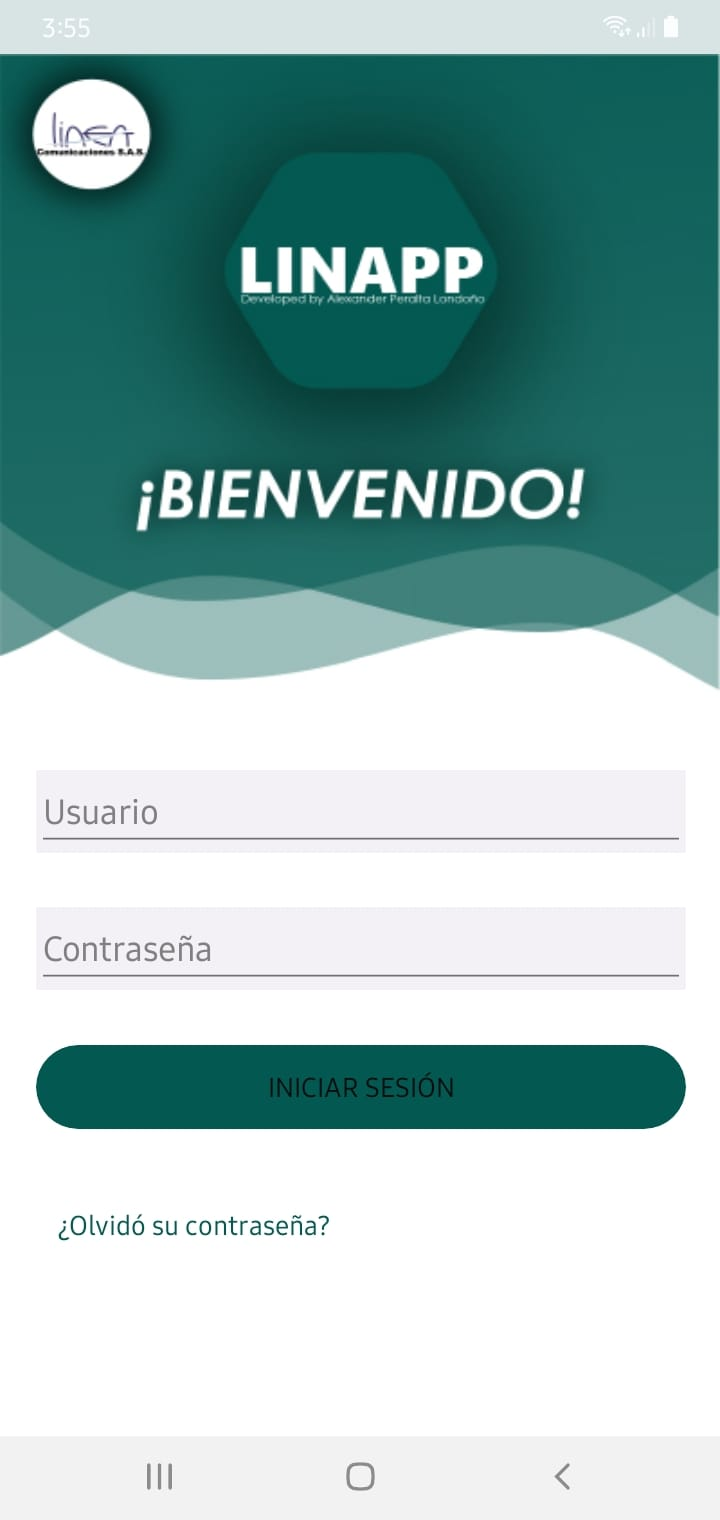 3:55
linea
Comunicaciones S.A.S.
LINAPP
Developed by Alexander Peralta Londoño
¡BIENVENIDO!
Usuario
Contraseña
INICIAR SESIÓN
¿Olvidó su contraseña?